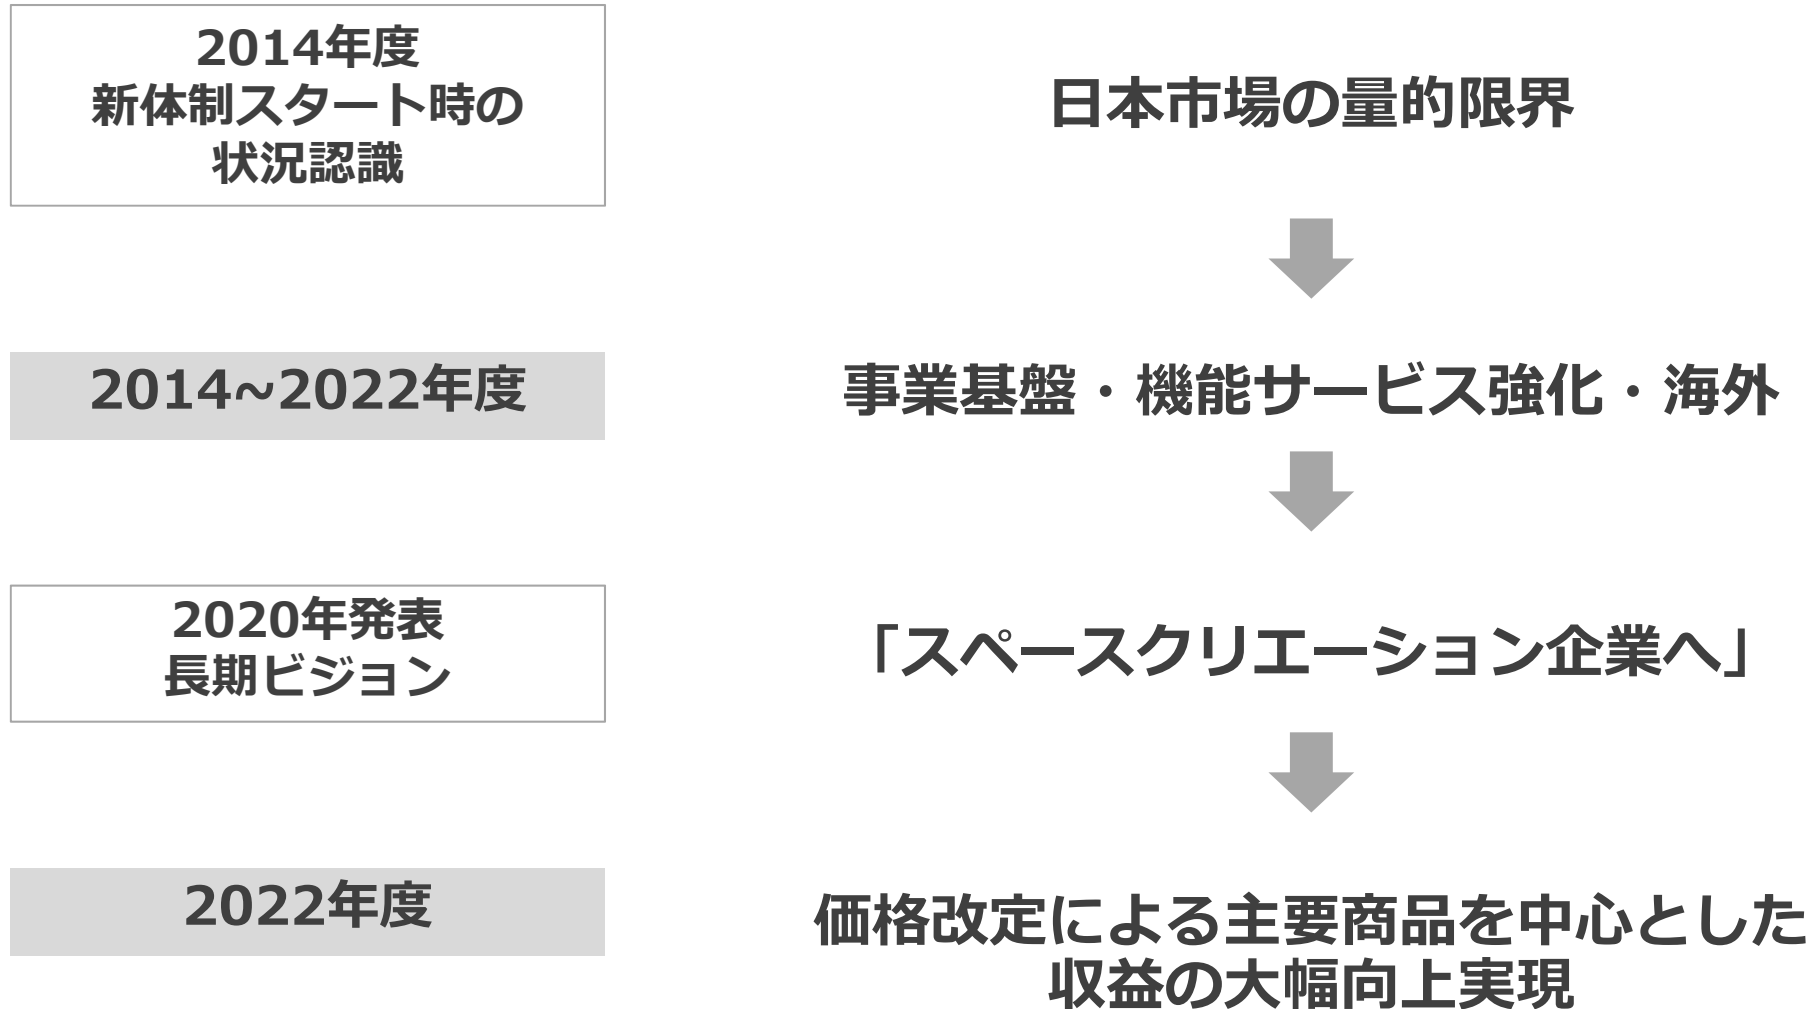 2014年度
新体制スタート時の
状況認識
日本市場の量的限界
2014~2022年度
事業基盤・機能サービス強化・海外
2020年発表
長期ビジョン
「スペースクリエーション企業へ」
2022年度
価格改定による主要商品を中心とした
収益の大幅向上実現